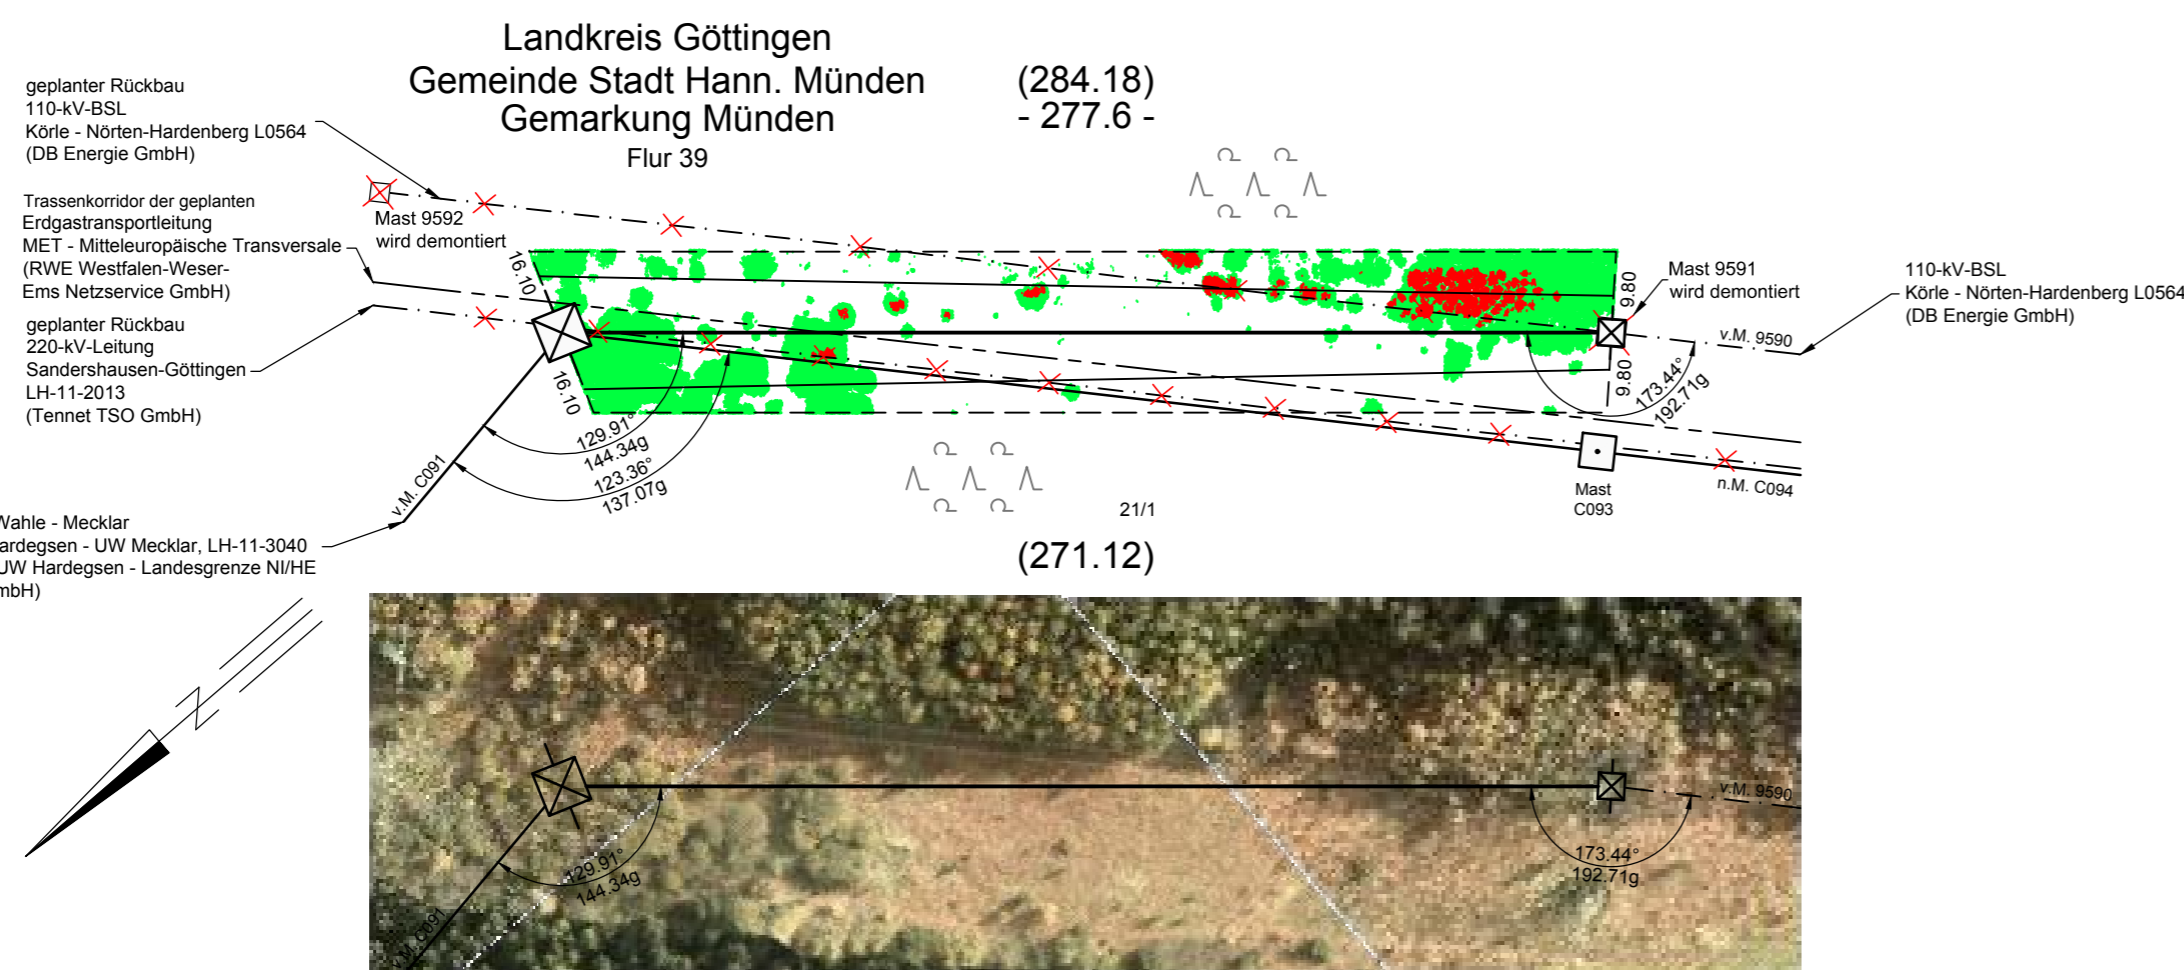 Landkreis Göttingen
Gemeinde Stadt Hann. Münden
Gemarkung Münden
Flur 39
(284.18)
- 277.6 -
geplanter Rückbau
110-kV-BSL
Körle - Nörten-Hardenberg L0564
(DB Energie GmbH)
Trassenkorridor der geplanten
Erdgastransportleitung
MET - Mitteleuropäische Transversale
(RWE Westfalen-Weser-
Ems Netzservice GmbH)
geplanter Rückbau
220-kV-Leitung
Sandershausen-Göttingen
LH-11-2013
(Tennet TSO GmbH)
Mast 9592
wird demontiert
16.10
16.10
9.80
9.80
Mast 9591
wird demontiert
110-kV-BSL
Körle - Nörten-Hardenberg L0564
(DB Energie GmbH)
v.M. 9590
173.44°
192.71g
129.91°
144.34g
123.36°
137.07g
v.M. C091
Mast
C093
n.M. C094
21/1
(271.12)
Wahle - Mecklar
ardegsen - UW Mecklar, LH-11-3040
UW Hardegsen - Landesgrenze NI/HE
mbH)
N
v.M. 9590
129.91°
144.34g
173.44°
192.71g
v.M. C091